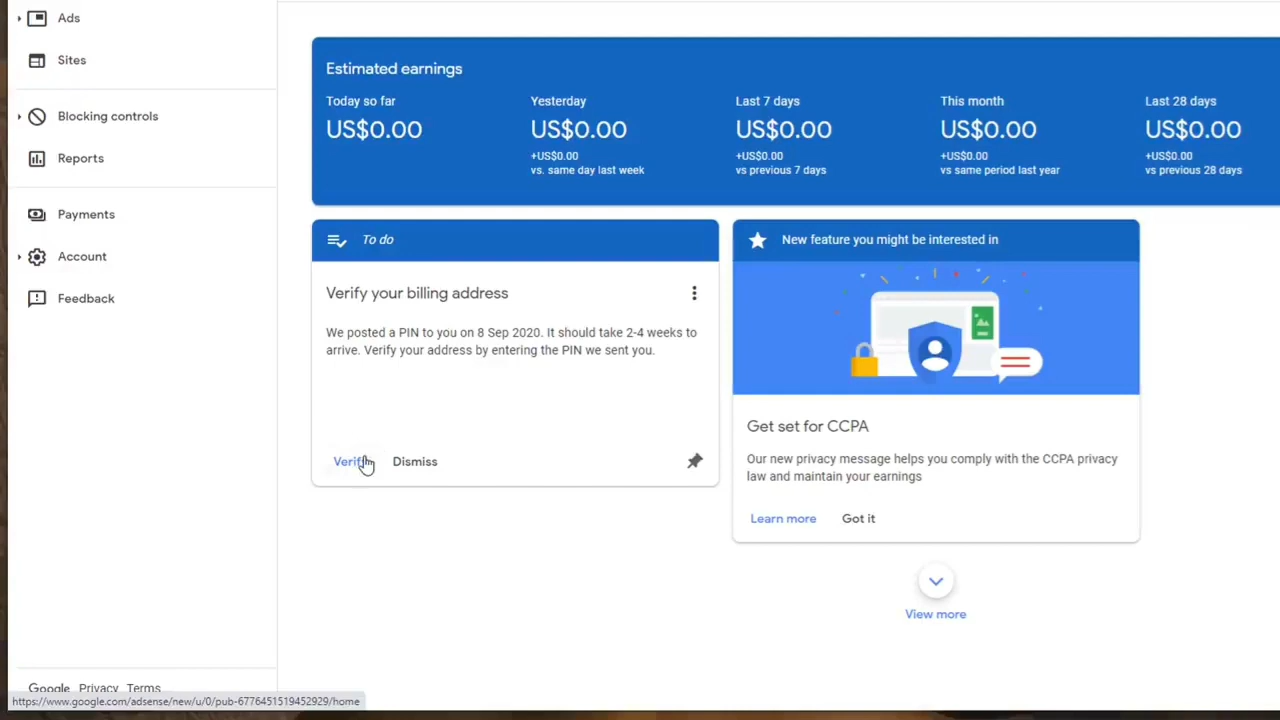 Ads
Sites
Blocking controls
Reports
Payments
Account
Feedback
Estimated earnings
Today so far
US$0.00
Yesterday
US$0.00
+US$0.00
vs. same day last week
Last 7 days
US$0.00
+US$0.00
vs previous 7 days
This month
US$0.00
+US$0.00
vs same period last year
Last 28 days
US$0.00
+US$0.00
vs previous 28 days
To do
Verify your billing address
We posted a PIN to you on 8 Sep 2020. It should take 2-4 weeks to
arrive. Verify your address by entering the PIN we sent you.
Verify Dismiss
New feature you might be interested in
Get set for CCPA
Our new privacy message helps you comply with the CCPA privacy
law and maintain your earnings
Learn more Got it
View more
Google Privacy Terms
https://www.google.com/adsense/new/u/0/pub-6776451519452929/home